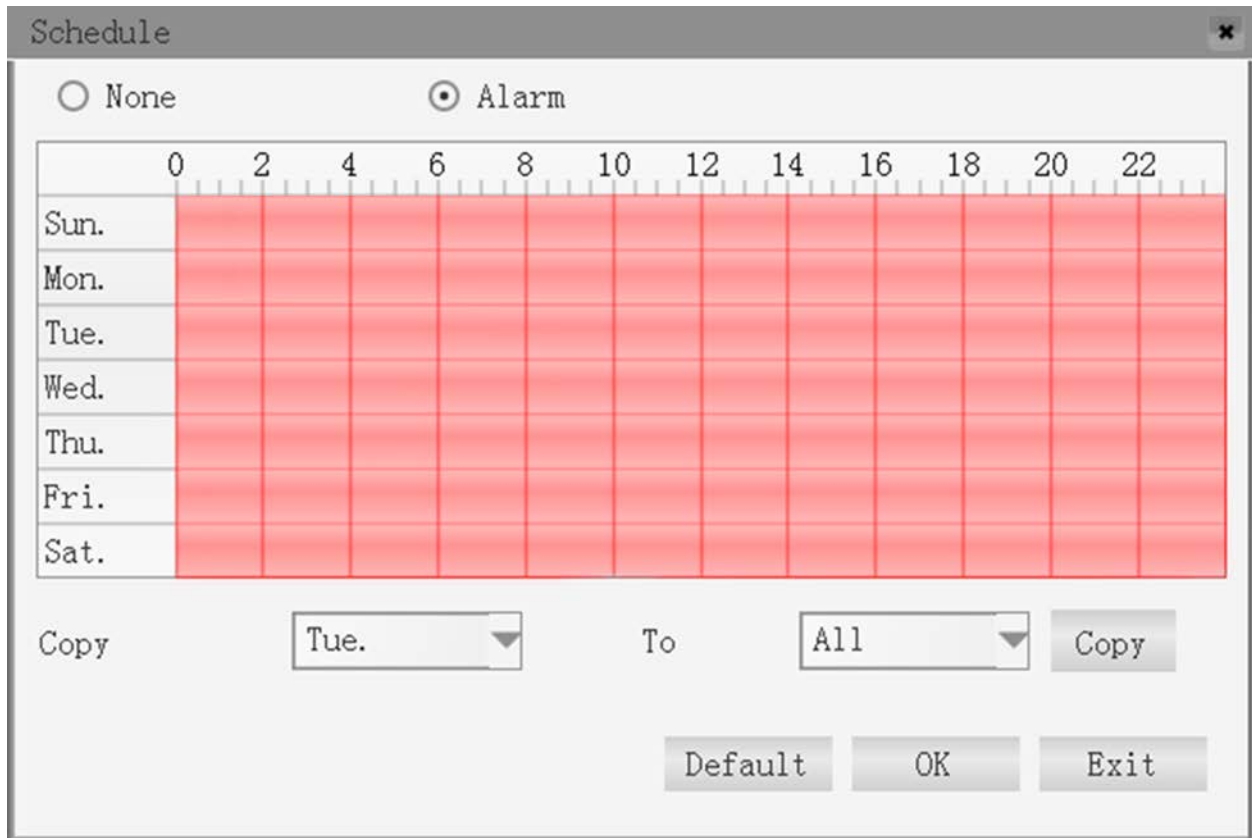 Schedule
None Alarm
0 2 4 6 8 10 12 14 16 18 20 22
Sun.
Mon.
Tue.
Wed.
Thu.
Fri.
Sat.
Copy Tue. To All Copy
Default OK Exit